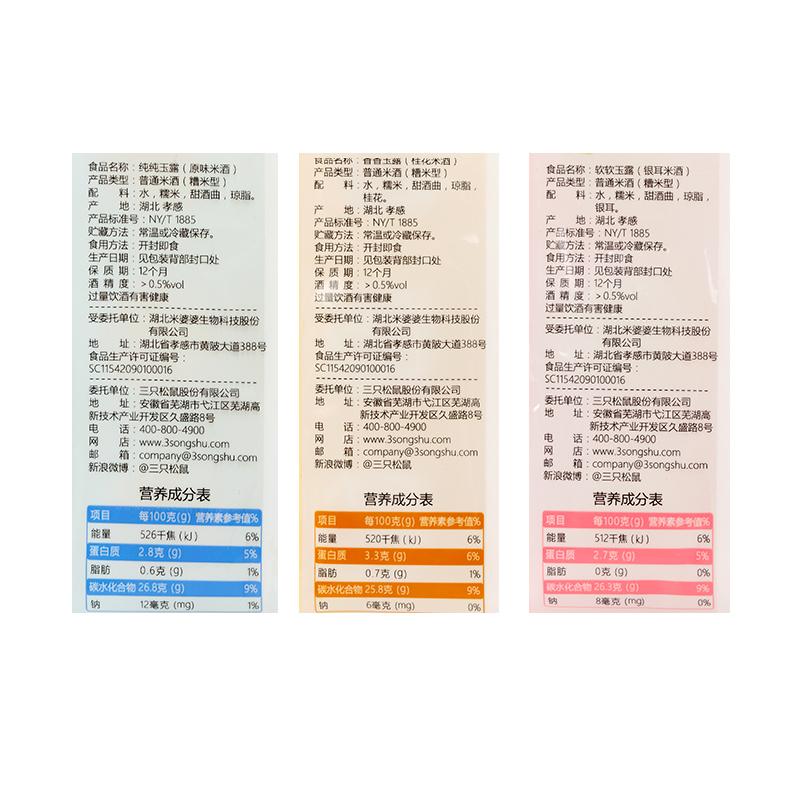 食品名称：纯纯玉露（原味米酒）
产品类型：普通米酒（糟米型）
配　料：水，糯米，甜酒曲，琼脂。
产　地：湖北 孝感
产品标准号：NY/T 1885
贮藏方法：常温或冷藏保存。
食用方法：开封即食
生产日期：见包装背部封口处
保 质 期：12个月
酒 精 度：＞0.5%vol
过量饮酒有害健康
受委托单位：湖北米婆婆生物科技股份
有限公司
地　址：湖北省孝感市黄陂大道388号
食品生产许可证编号：
SC11542090100016
委托单位：三只松鼠股份有限公司
地　址：安徽省芜湖市弋江区芜湖高
新技术产业开发区久盛路8号
电　话：400-800-4900
网　店：www.3songshu.com
邮　箱：company@3songshu.com
新浪微博：@三只松鼠
营养成分表
项目 每100克(g) 营养素参考值%
能量 526千焦（kJ） 6%
蛋白质 2.8克 (g) 5%
脂肪 0.6克 (g) 1%
碳水化合物 26.8克 (g) 9%
钠 12毫克 (mg) 1%
食品名称：香香玉露（桂花米酒）
产品类型：普通米酒（糟米型）
配　料：水，糯米，甜酒曲，琼脂，
桂花。
产　地：湖北 孝感
产品标准号：NY/T 1885
贮藏方法：常温或冷藏保存。
食用方法：开封即食
生产日期：见包装背部封口处
保 质 期：12个月
酒 精 度：＞0.5%vol
过量饮酒有害健康
受委托单位：湖北米婆婆生物科技股份
有限公司
地　址：湖北省孝感市黄陂大道388号
食品生产许可证编号：
SC11542090100016
委托单位：三只松鼠股份有限公司
地　址：安徽省芜湖市弋江区芜湖高
新技术产业开发区久盛路8号
电　话：400-800-4900
网　店：www.3songshu.com
邮　箱：company@3songshu.com
新浪微博：@三只松鼠
营养成分表
项目 每100克(g) 营养素参考值%
能量 520千焦（kJ） 6%
蛋白质 3.3克 (g) 6%
脂肪 0.7克 (g) 1%
碳水化合物 25.8克 (g) 9%
钠 6毫克 (mg) 0%
食品名称：软软玉露（银耳米酒）
产品类型：普通米酒（糟米型）
配　料：水，糯米，甜酒曲，琼脂，
银耳。
产　地：湖北 孝感
产品标准号：NY/T 1885
贮藏方法：常温或冷藏保存。
食用方法：开封即食
生产日期：见包装背部封口处
保 质 期：12个月
酒 精 度：＞0.5%vol
过量饮酒有害健康
受委托单位：湖北米婆婆生物科技股份
有限公司
地　址：湖北省孝感市黄陂大道388号
食品生产许可证编号：
SC11542090100016
委托单位：三只松鼠股份有限公司
地　址：安徽省芜湖市弋江区芜湖高
新技术产业开发区久盛路8号
电　话：400-800-4900
网　店：www.3songshu.com
邮　箱：company@3songshu.com
新浪微博：@三只松鼠
营养成分表
项目 每100克(g) 营养素参考值%
能量 512千焦（kJ） 6%
蛋白质 2.7克 (g) 5%
脂肪 0克 (g) 0%
碳水化合物 26.3克 (g) 9%
钠 8毫克 (mg) 0%